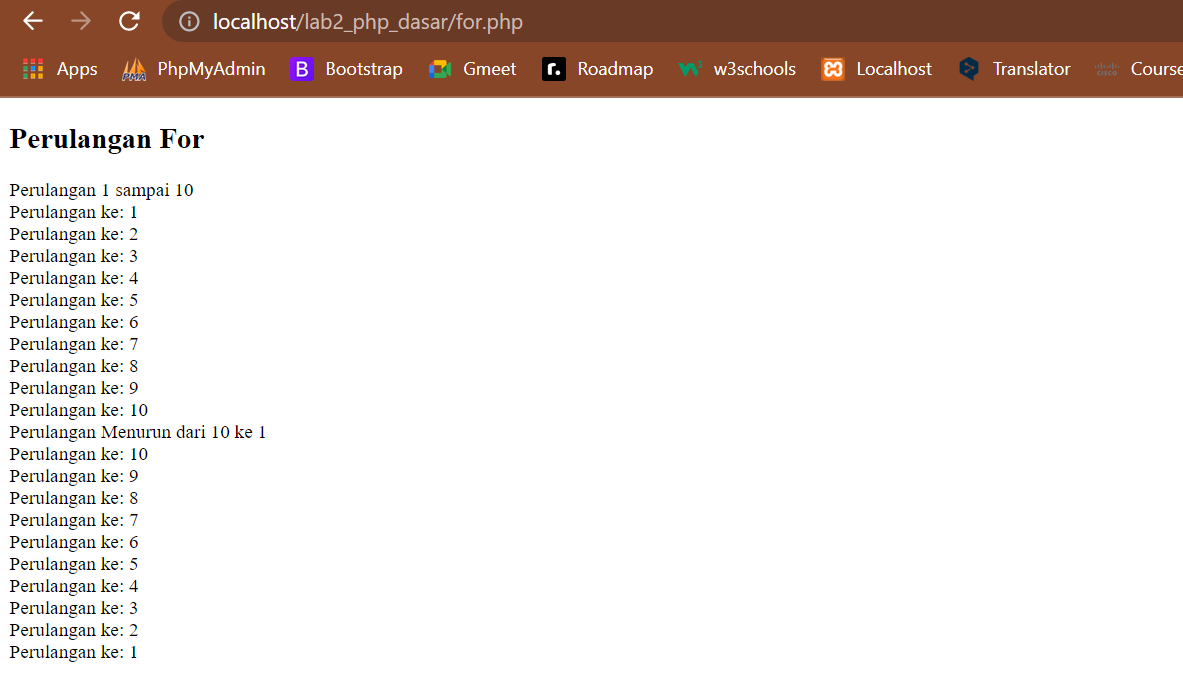 localhost/lab2_php_dasar/for.php
Apps PhpMyAdmin B Bootstrap Gmeet r. Roadmap w3schools Localhost Translator cisco Course
Perulangan For
Perulangan 1 sampai 10
Perulangan ke: 1
Perulangan ke: 2
Perulangan ke: 3
Perulangan ke: 4
Perulangan ke: 5
Perulangan ke: 6
Perulangan ke: 7
Perulangan ke: 8
Perulangan ke: 9
Perulangan ke: 10
Perulangan Menurun dari 10 ke 1
Perulangan ke: 10
Perulangan ke: 9
Perulangan ke: 8
Perulangan ke: 7
Perulangan ke: 6
Perulangan ke: 5
Perulangan ke: 4
Perulangan ke: 3
Perulangan ke: 2
Perulangan ke: 1